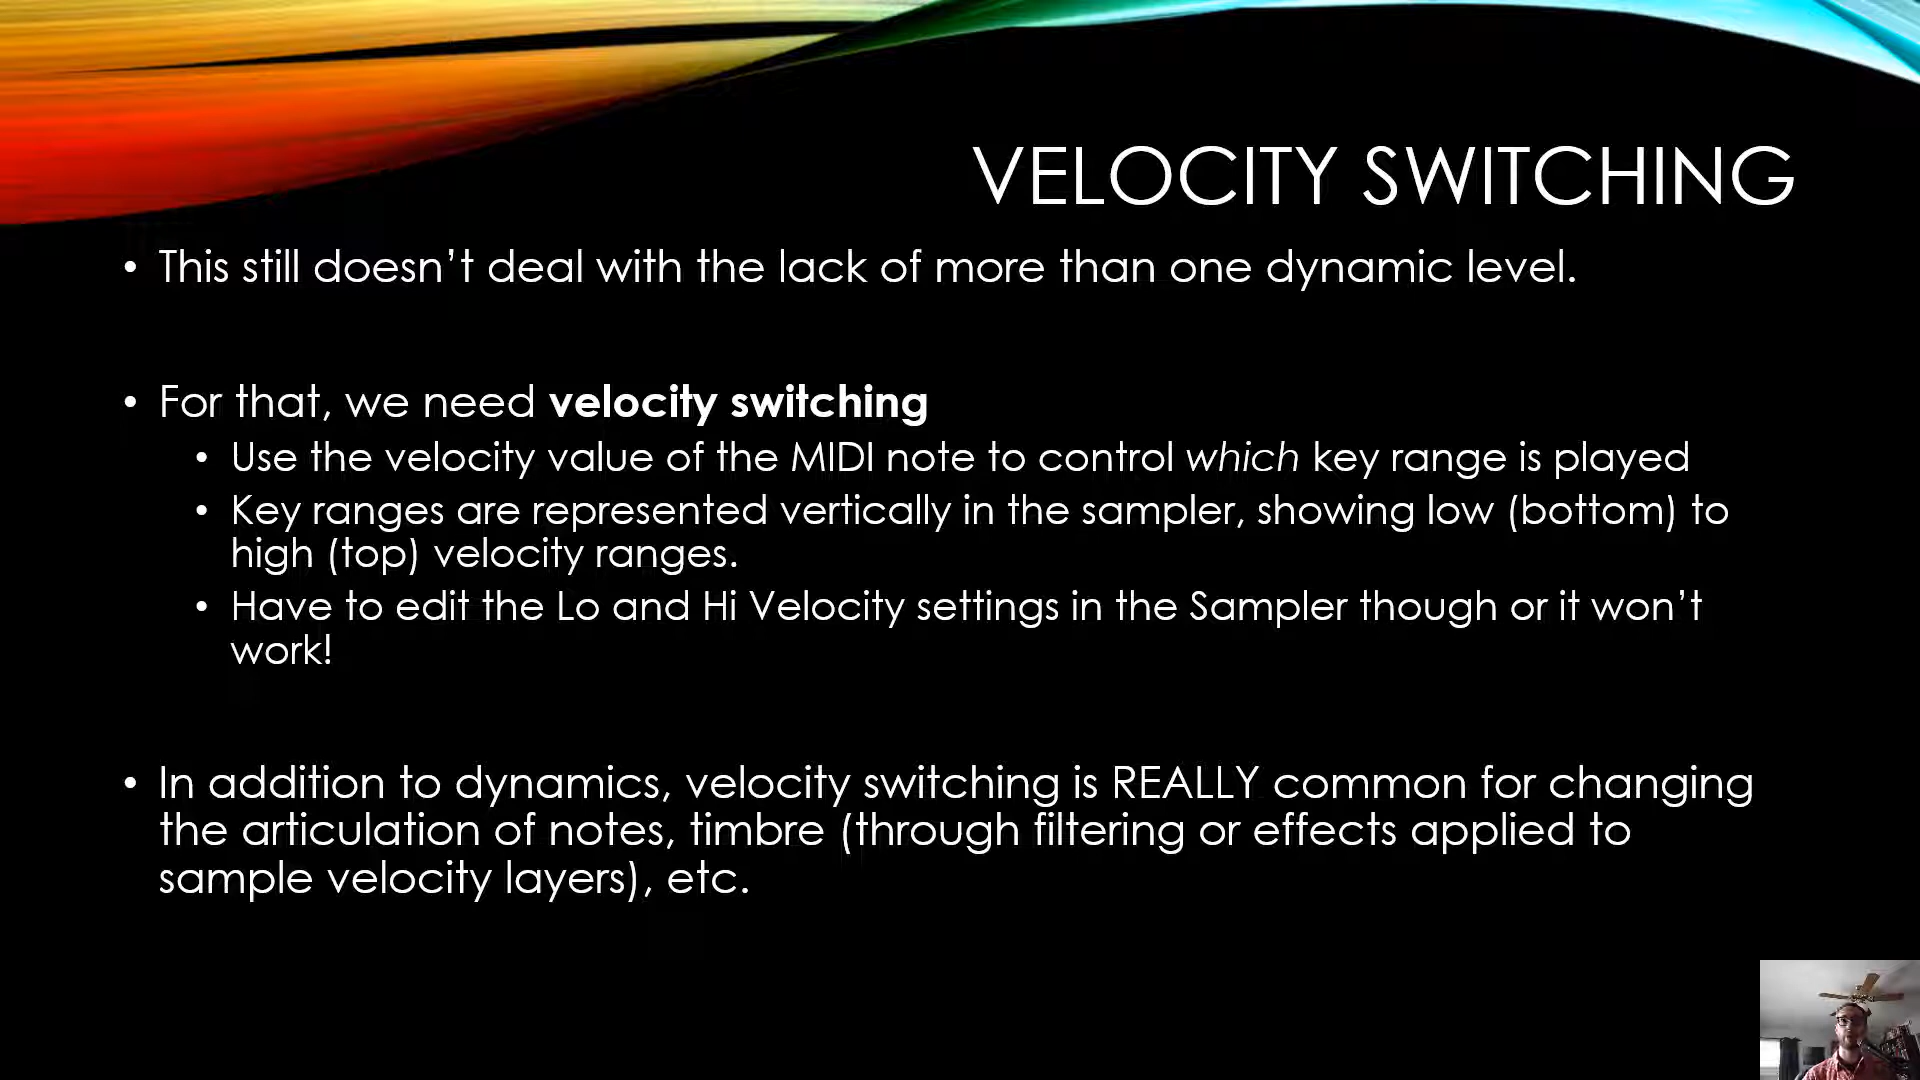 VELOCITY SWITCHING
• This still doesn’t deal with the lack of more than one dynamic level.
• For that, we need velocity switching
• Use the velocity value of the MIDI note to control which key range is played
• Key ranges are represented vertically in the sampler, showing low (bottom) to
high (top) velocity ranges.
• Have to edit the Lo and Hi Velocity settings in the Sampler though or it won’t
work!
• In addition to dynamics, velocity switching is REALLY common for changing
the articulation of notes, timbre (through filtering or effects applied to
sample velocity layers), etc.